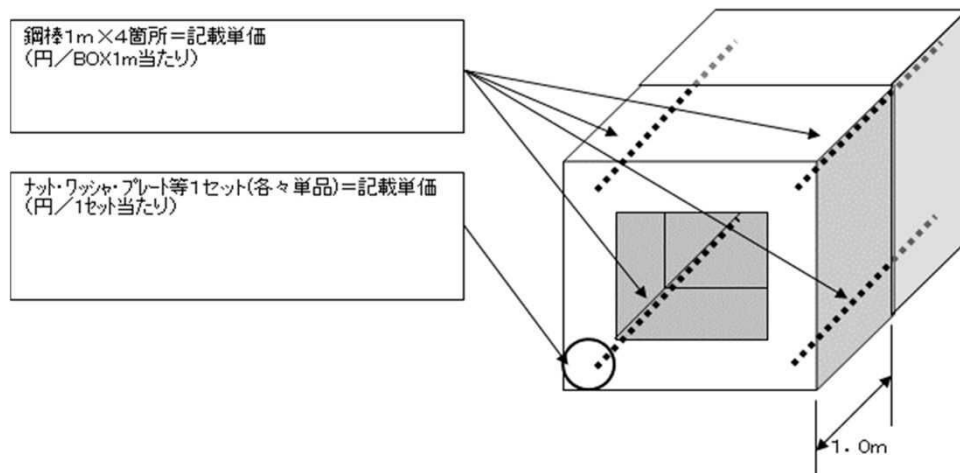 鋼棒1m×4箇所=記載単価
(円/BOX1m当たり)
ナット・ワッシャ・プレート等1セット(各々単品)=記載単価
(円/1セット当たり)
1.0m